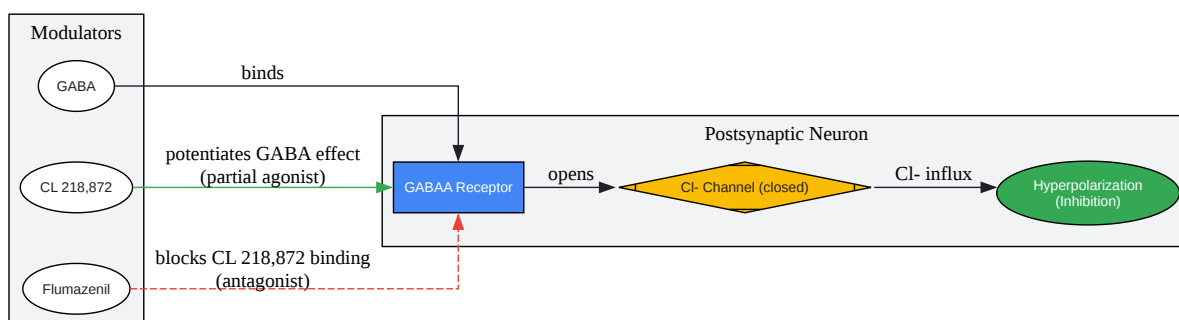 Modulators
GABA
binds
Postsynaptic Neuron
potentiates GABA effect
(partial agonist)
CL 218,872
GABAA Receptor
opens
Cl- Channel (closed)
Cl- influx
Hyperpolarization
(Inhibition)
blocks CL 218,872 binding
(antagonist)
Flumazenil